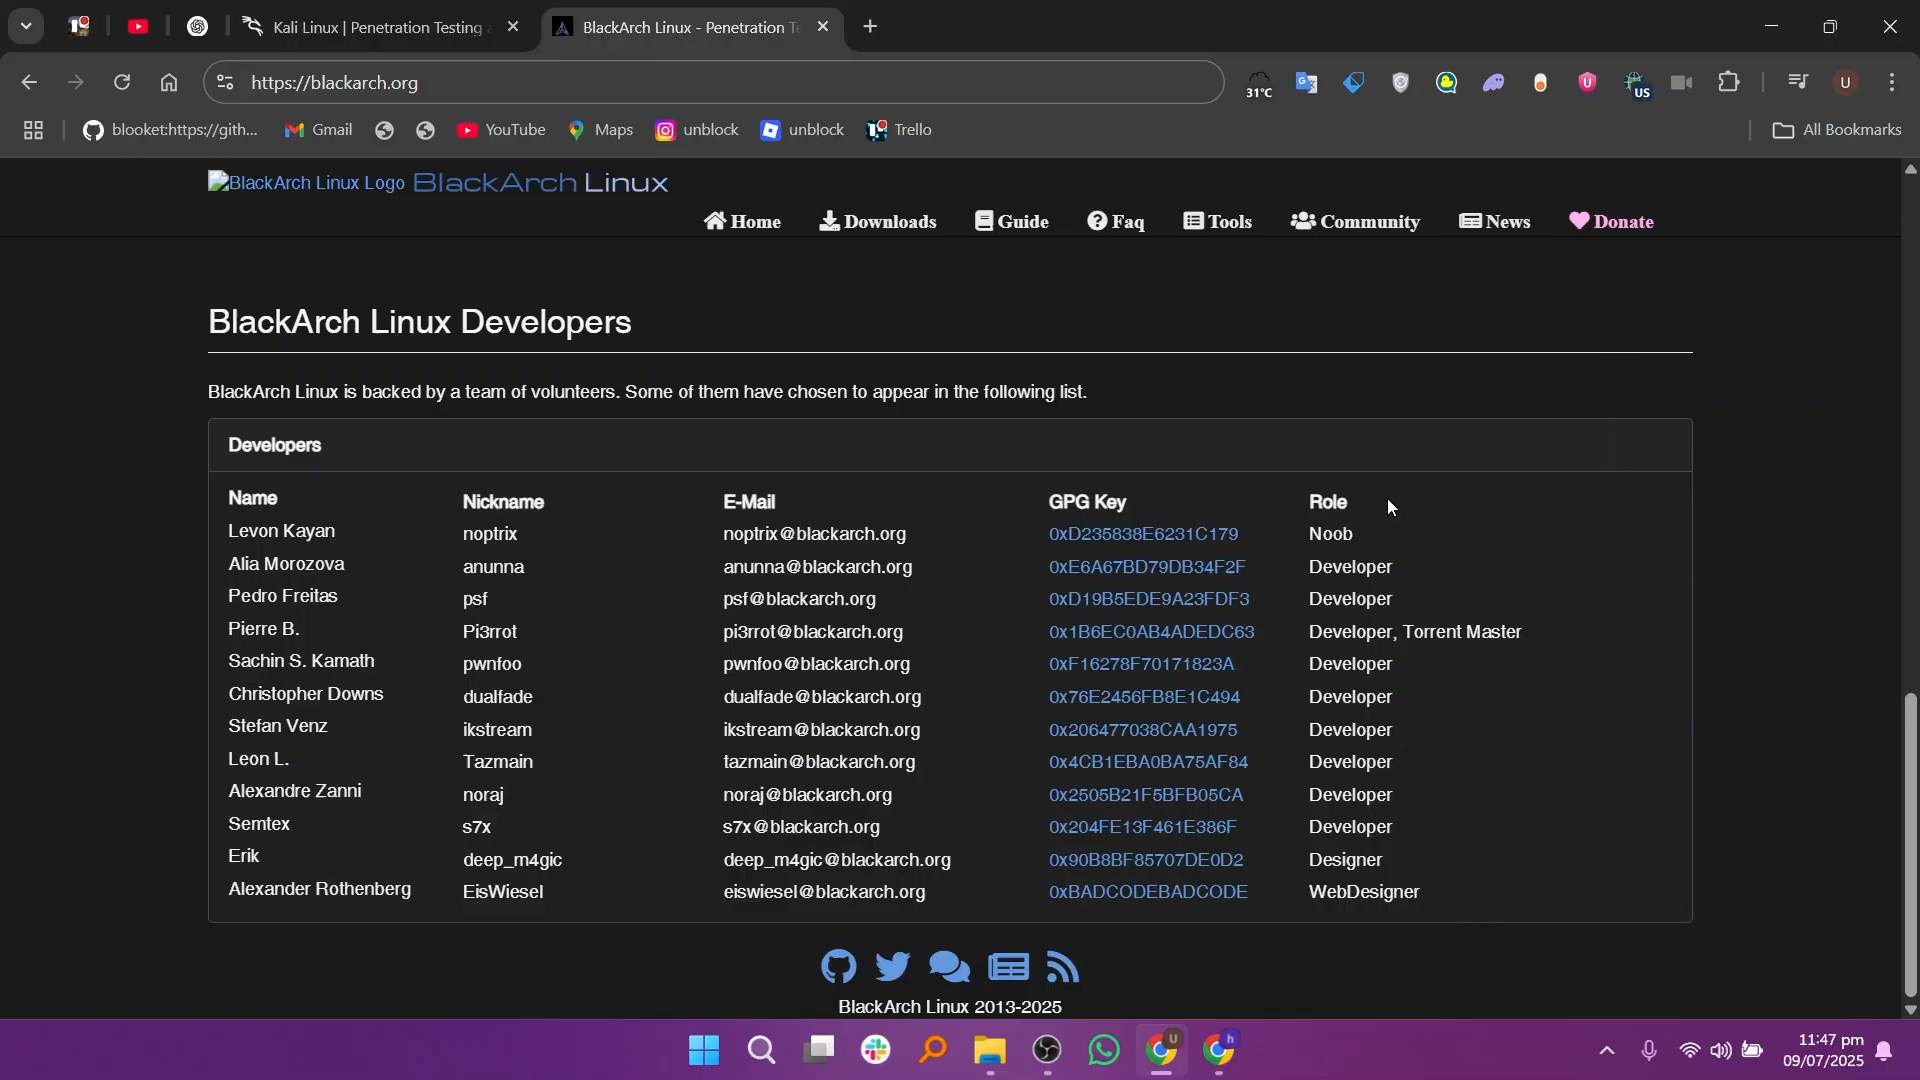 Kali Linux | Penetration Testing
BlackArch Linux - Penetration Te
https://blackarch.org
31°C
US
U
blooket:https://gith...
Gmail
YouTube
Maps
unblock
unblock
Trello
All Bookmarks
BlackArch Linux Logo BlackArch Linux
Home
Downloads
Guide
Faq
Tools
Community
News
Donate
BlackArch Linux Developers
BlackArch Linux is backed by a team of volunteers. Some of them have chosen to appear in the following list.
Developers
Name Nickname E-Mail GPG Key Role
Levon Kayan noptrix noptrix@blackarch.org 0xD235838E6231C179 Noob
Alia Morozova anunna anunna@blackarch.org 0xE6A67BD79DB34F2F Developer
Pedro Freitas psf psf@blackarch.org 0xD19B5EDE9A23FDF3 Developer
Pierre B. Pi3rrot pi3rrot@blackarch.org 0x1B6EC0AB4ADEDC63 Developer, Torrent Master
Sachin S. Kamath pwnfoo pwnfoo@blackarch.org 0xF16278F70171823A Developer
Christopher Downs dualfade dualfade@blackarch.org 0x76E2456FB8E1C494 Developer
Stefan Venz ikstream ikstream@blackarch.org 0x206477038CAA1975 Developer
Leon L. Tazmain tazmain@blackarch.org 0x4CB1EBA0BA75AF84 Developer
Alexandre Zanni noraj noraj@blackarch.org 0x2505B21F5BFB05CA Developer
Semtex s7x s7x@blackarch.org 0x204FE13F461E386F Developer
Erik deep_m4gic deep_m4gic@blackarch.org 0x90B8BF85707DE0D2 Designer
Alexander Rothenberg EisWiesel eiswiesel@blackarch.org 0xBADCODEBADCODE WebDesigner
BlackArch Linux 2013-2025
U
h
11:47 pm
09/07/2025